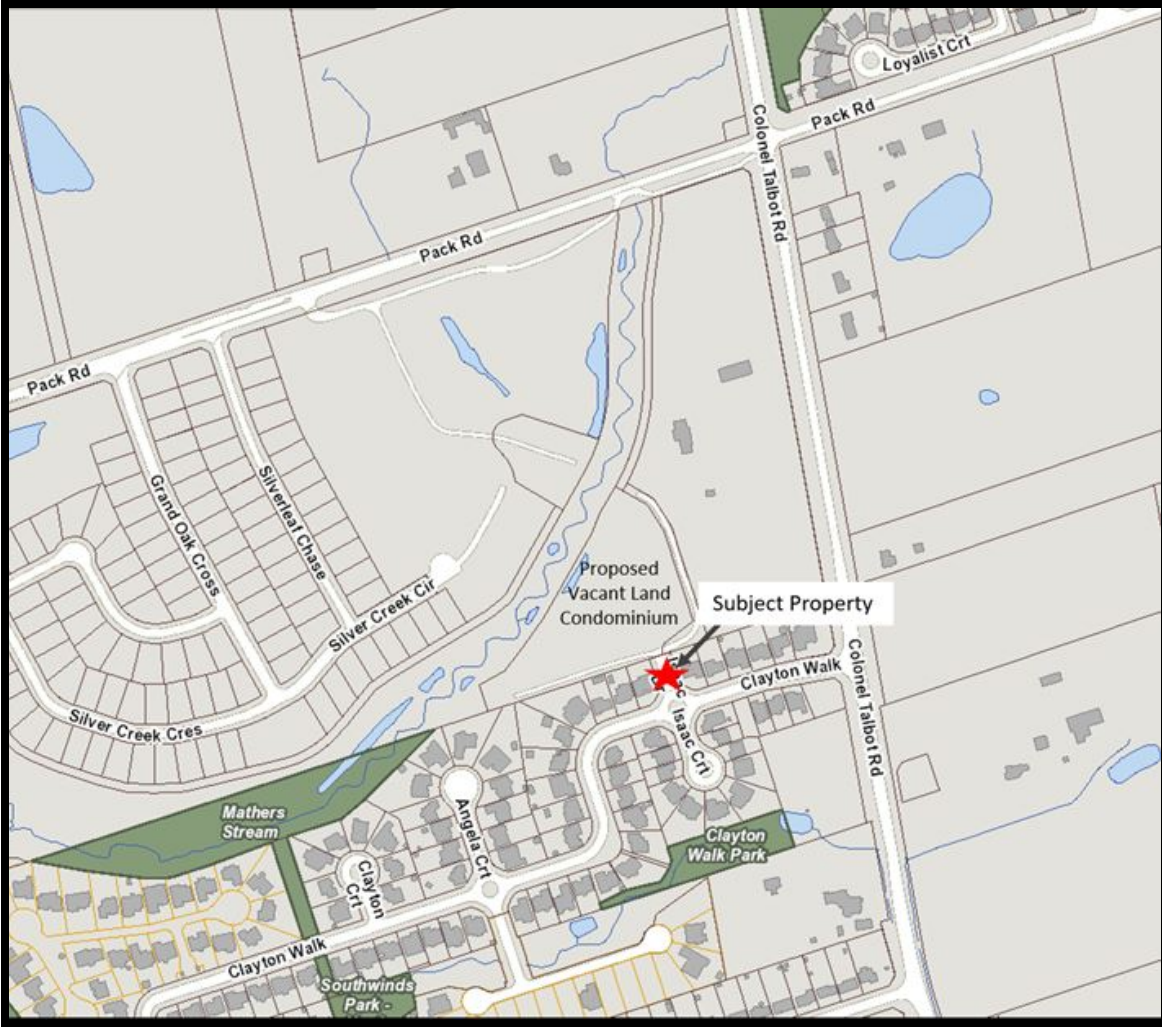 Loyalist Crt
Pack Rd
Colonel Talbot Rd
Pack Rd
Pack Rd
Grand Oak Cross
Silverleaf Chase
Proposed
Vacant Land
Condominium
Subject Property
Silver Creek Cir
Clayton Walk
Colonel Talbot Rd
Isaac Crt
Silver Creek Cres
Mathers
Stream
Angela Crt
Clayton
Walk Park
Clayton
Crt
Clayton Walk
Southwinds
Park -